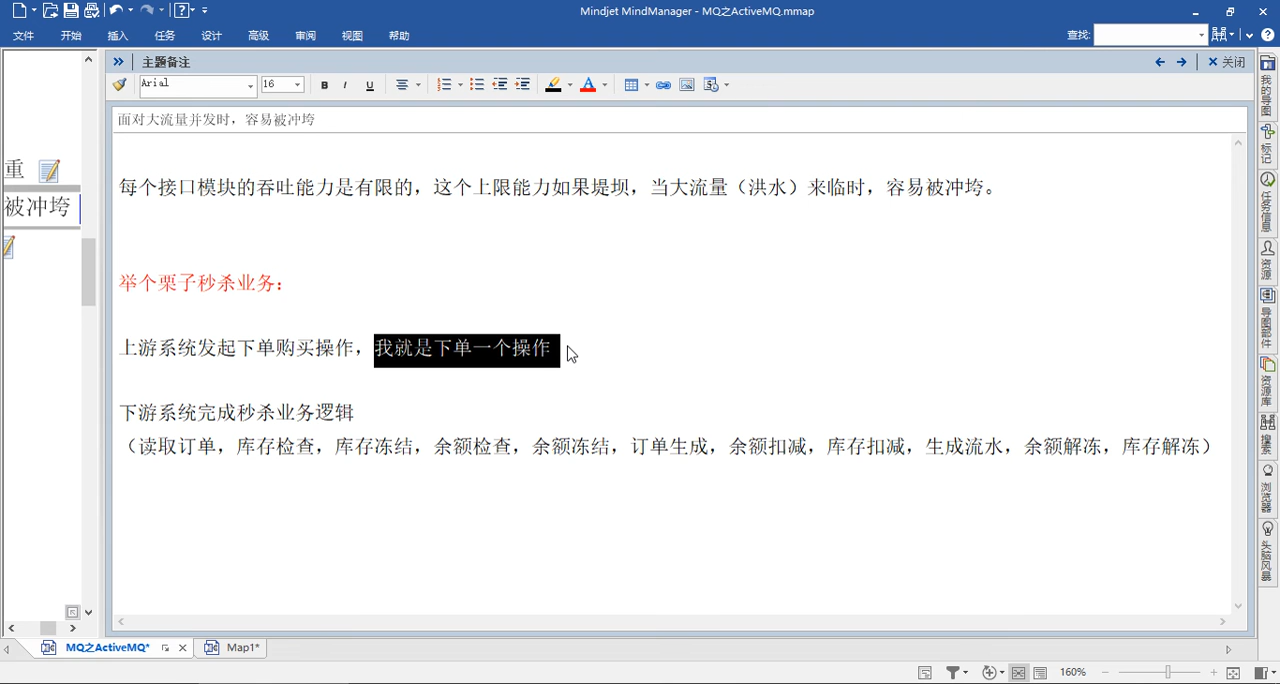 Mindjet MindManager - MQ之ActiveMQ.mmap
文件 开始 插入 任务 设计 高级 审阅 视图 帮助 查找:
主题备注 关闭
Arial 16 B I U
面对大流量并发时，容易被冲垮
每个接口模块的吞吐能力是有限的，这个上限能力如果堤坝，当大流量（洪水）来临时，容易被冲垮。
举个栗子秒杀业务：
上游系统发起下单购买操作，我就是下单一个操作
下游系统完成秒杀业务逻辑
（读取订单，库存检查，库存冻结，余额检查，余额冻结，订单生成，余额扣减，库存扣减，生成流水，余额解冻，库存解冻）
重
被冲垮
我的导图
标记
任务信息
资源
导图部件
资源库
搜索
浏览器
头脑风暴
MQ之ActiveMQ* Map1*
160%